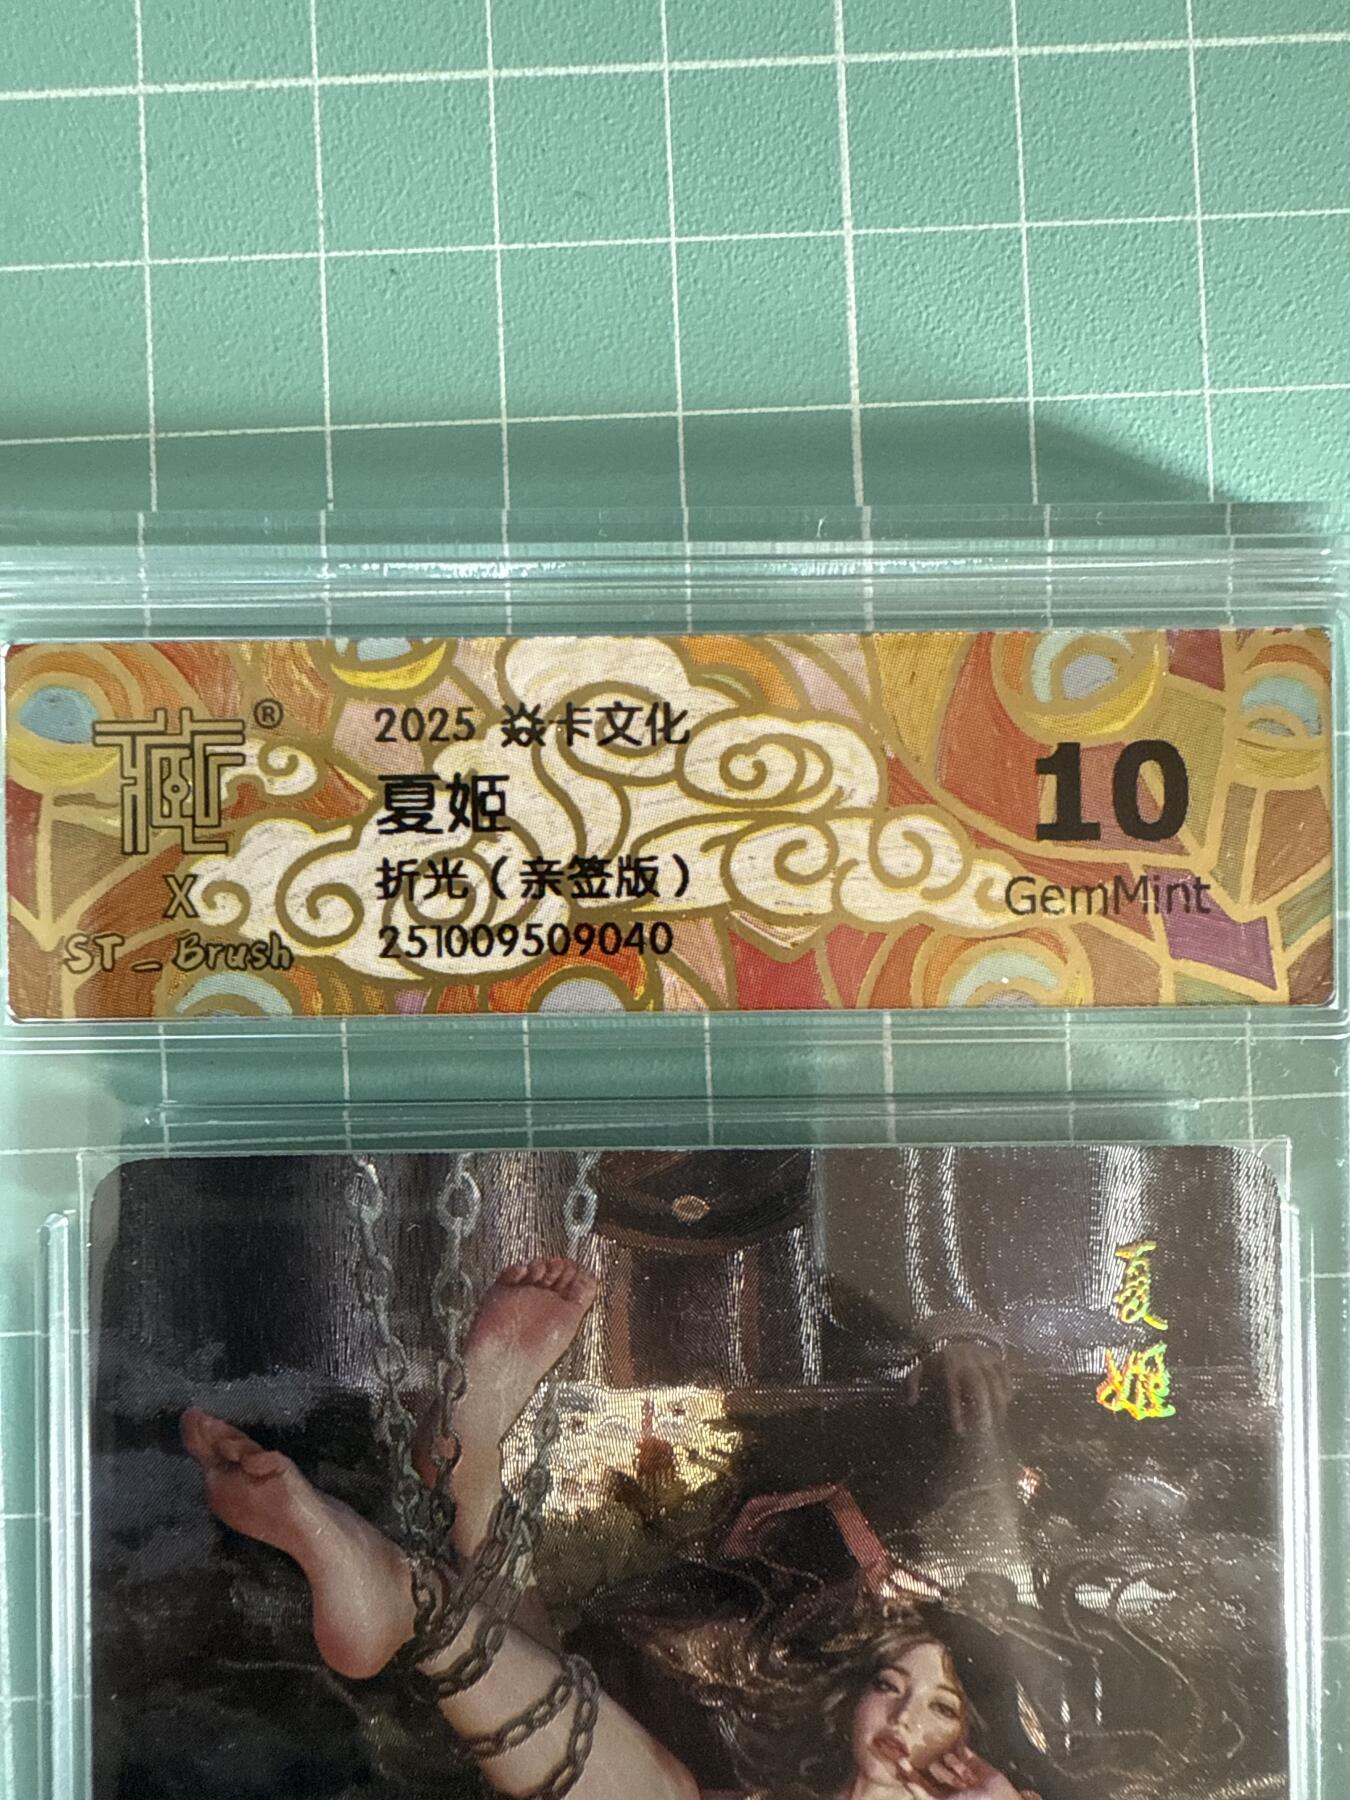 ®
X
ST_Brush
2025 焱卡文化
夏姬
折光（亲签版）
251009509040
10
GemMint
夏姬